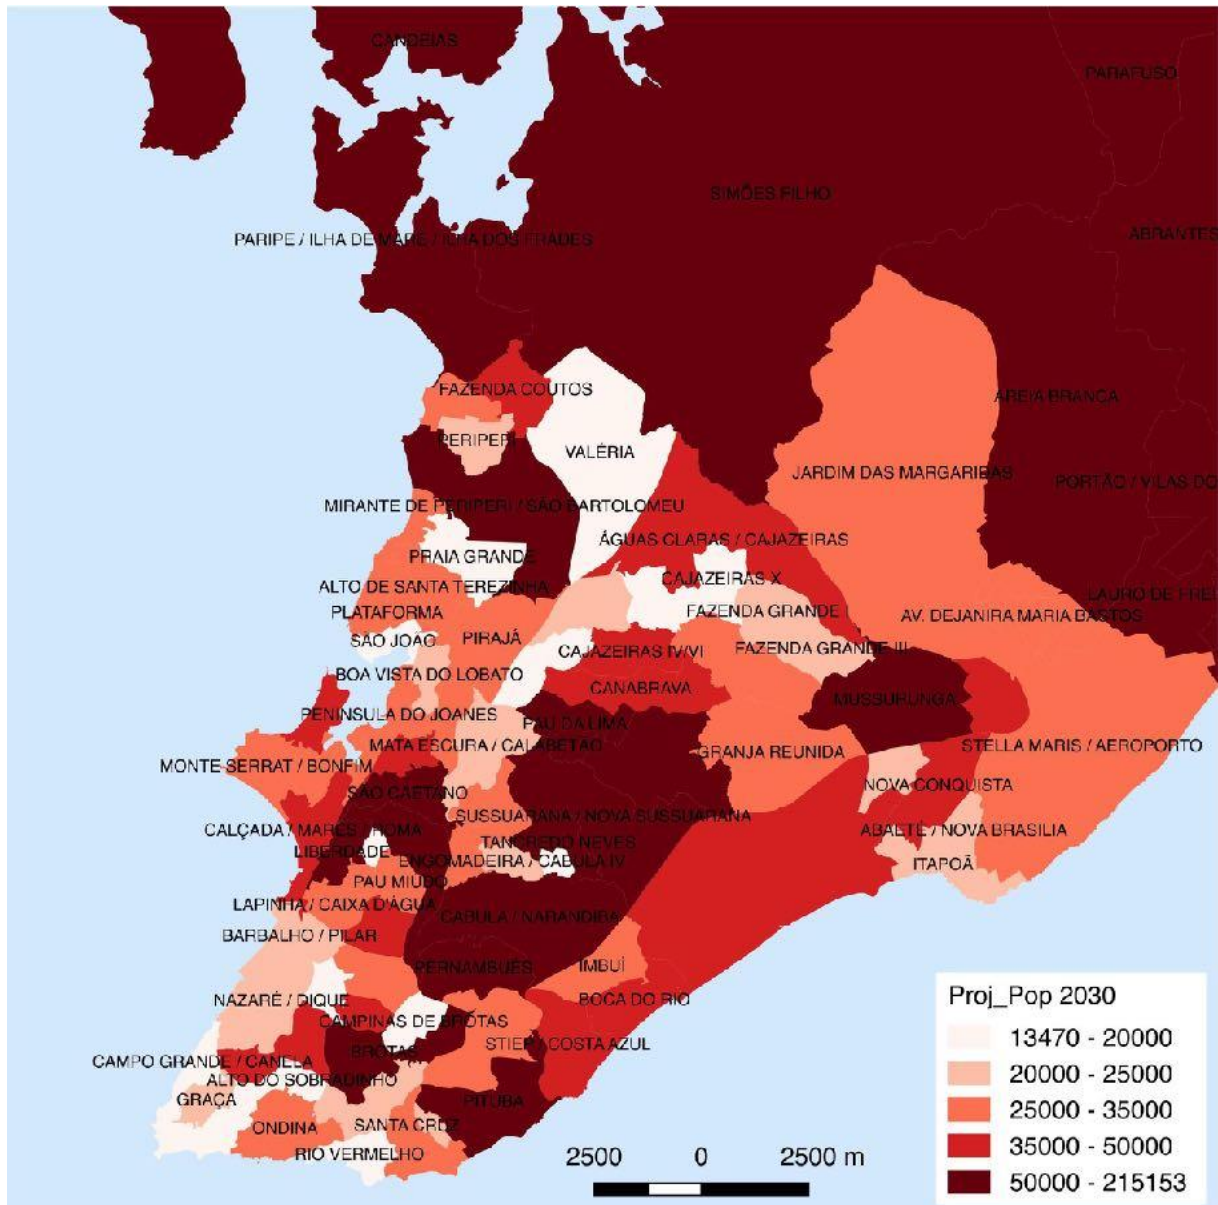 CANDEIAS
PARAFUSO
SIMÕES FILHO
ABRANTES
PARIPE / ILHA DE MARÉ / ILHA DOS FRADES
FAZENDA COUTOS
AREIA BRANCA
PERIPERI
VALÉRIA
JARDIM DAS MARGARIDAS
PORTÃO / VILAS DO
MIRANTE DE PERIPERI / SÃO BARTOLOMEU
ÁGUAS CLARAS / CAJAZEIRAS
PRAIA GRANDE
CAJAZEIRAS X
ALTO DE SANTA TEREZINHA
LAURO DE FREI
PLATAFORMA
FAZENDA GRANDE I
AV. DEJANIRA MARIA BASTOS
SÃO JOÃO
PIRAJÁ
CAJAZEIRAS IV/VI
FAZENDA GRANDE III
BOA VISTA DO LOBATO
CANABRAVA
MUSSURUNGA
PENÍNSULA DO JOANES
PAU DA LIMA
MATA ESCURA / CALABETÃO
GRANJA REUNIDA
STELLA MARIS / AEROPORTO
MONTE SERRAT / BONFIM
NOVA CONQUISTA
SÃO CAETANO
SUSSUARANA / NOVA SUSSUARANA
CALÇADA / MARES / ROMA
ABAETÉ / NOVA BRASILIA
TANCREDO NEVES
LIBERDADE
ENGOMADEIRA / CABULA IV
ITAPOÃ
PAU MIÚDO
LAPINHA / CAIXA D'ÁGUA
CABULA / NARANDIBA
BARBALHO / PILAR
PERNAMBUÉS
IMBUÍ
NAZARÉ / DIQUE
BOCA DO RIO
CAMPINAS DE BROTAS
STIEP / COSTA AZUL
BROTAS
CAMPO GRANDE / CANELA
ALTO DO SOBRADINHO
GRAÇA
PITUBA
SANTA CRUZ
ONDINA
RIO VERMELHO
2500 0 2500 m
Proj_Pop 2030
13470 - 20000
20000 - 25000
25000 - 35000
35000 - 50000
50000 - 215153